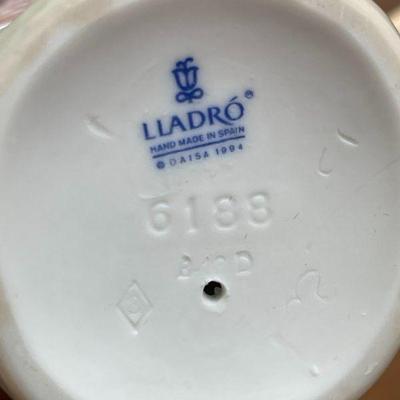 LLADRÓ®
HAND MADE IN SPAIN
© DAISA 1994
6188